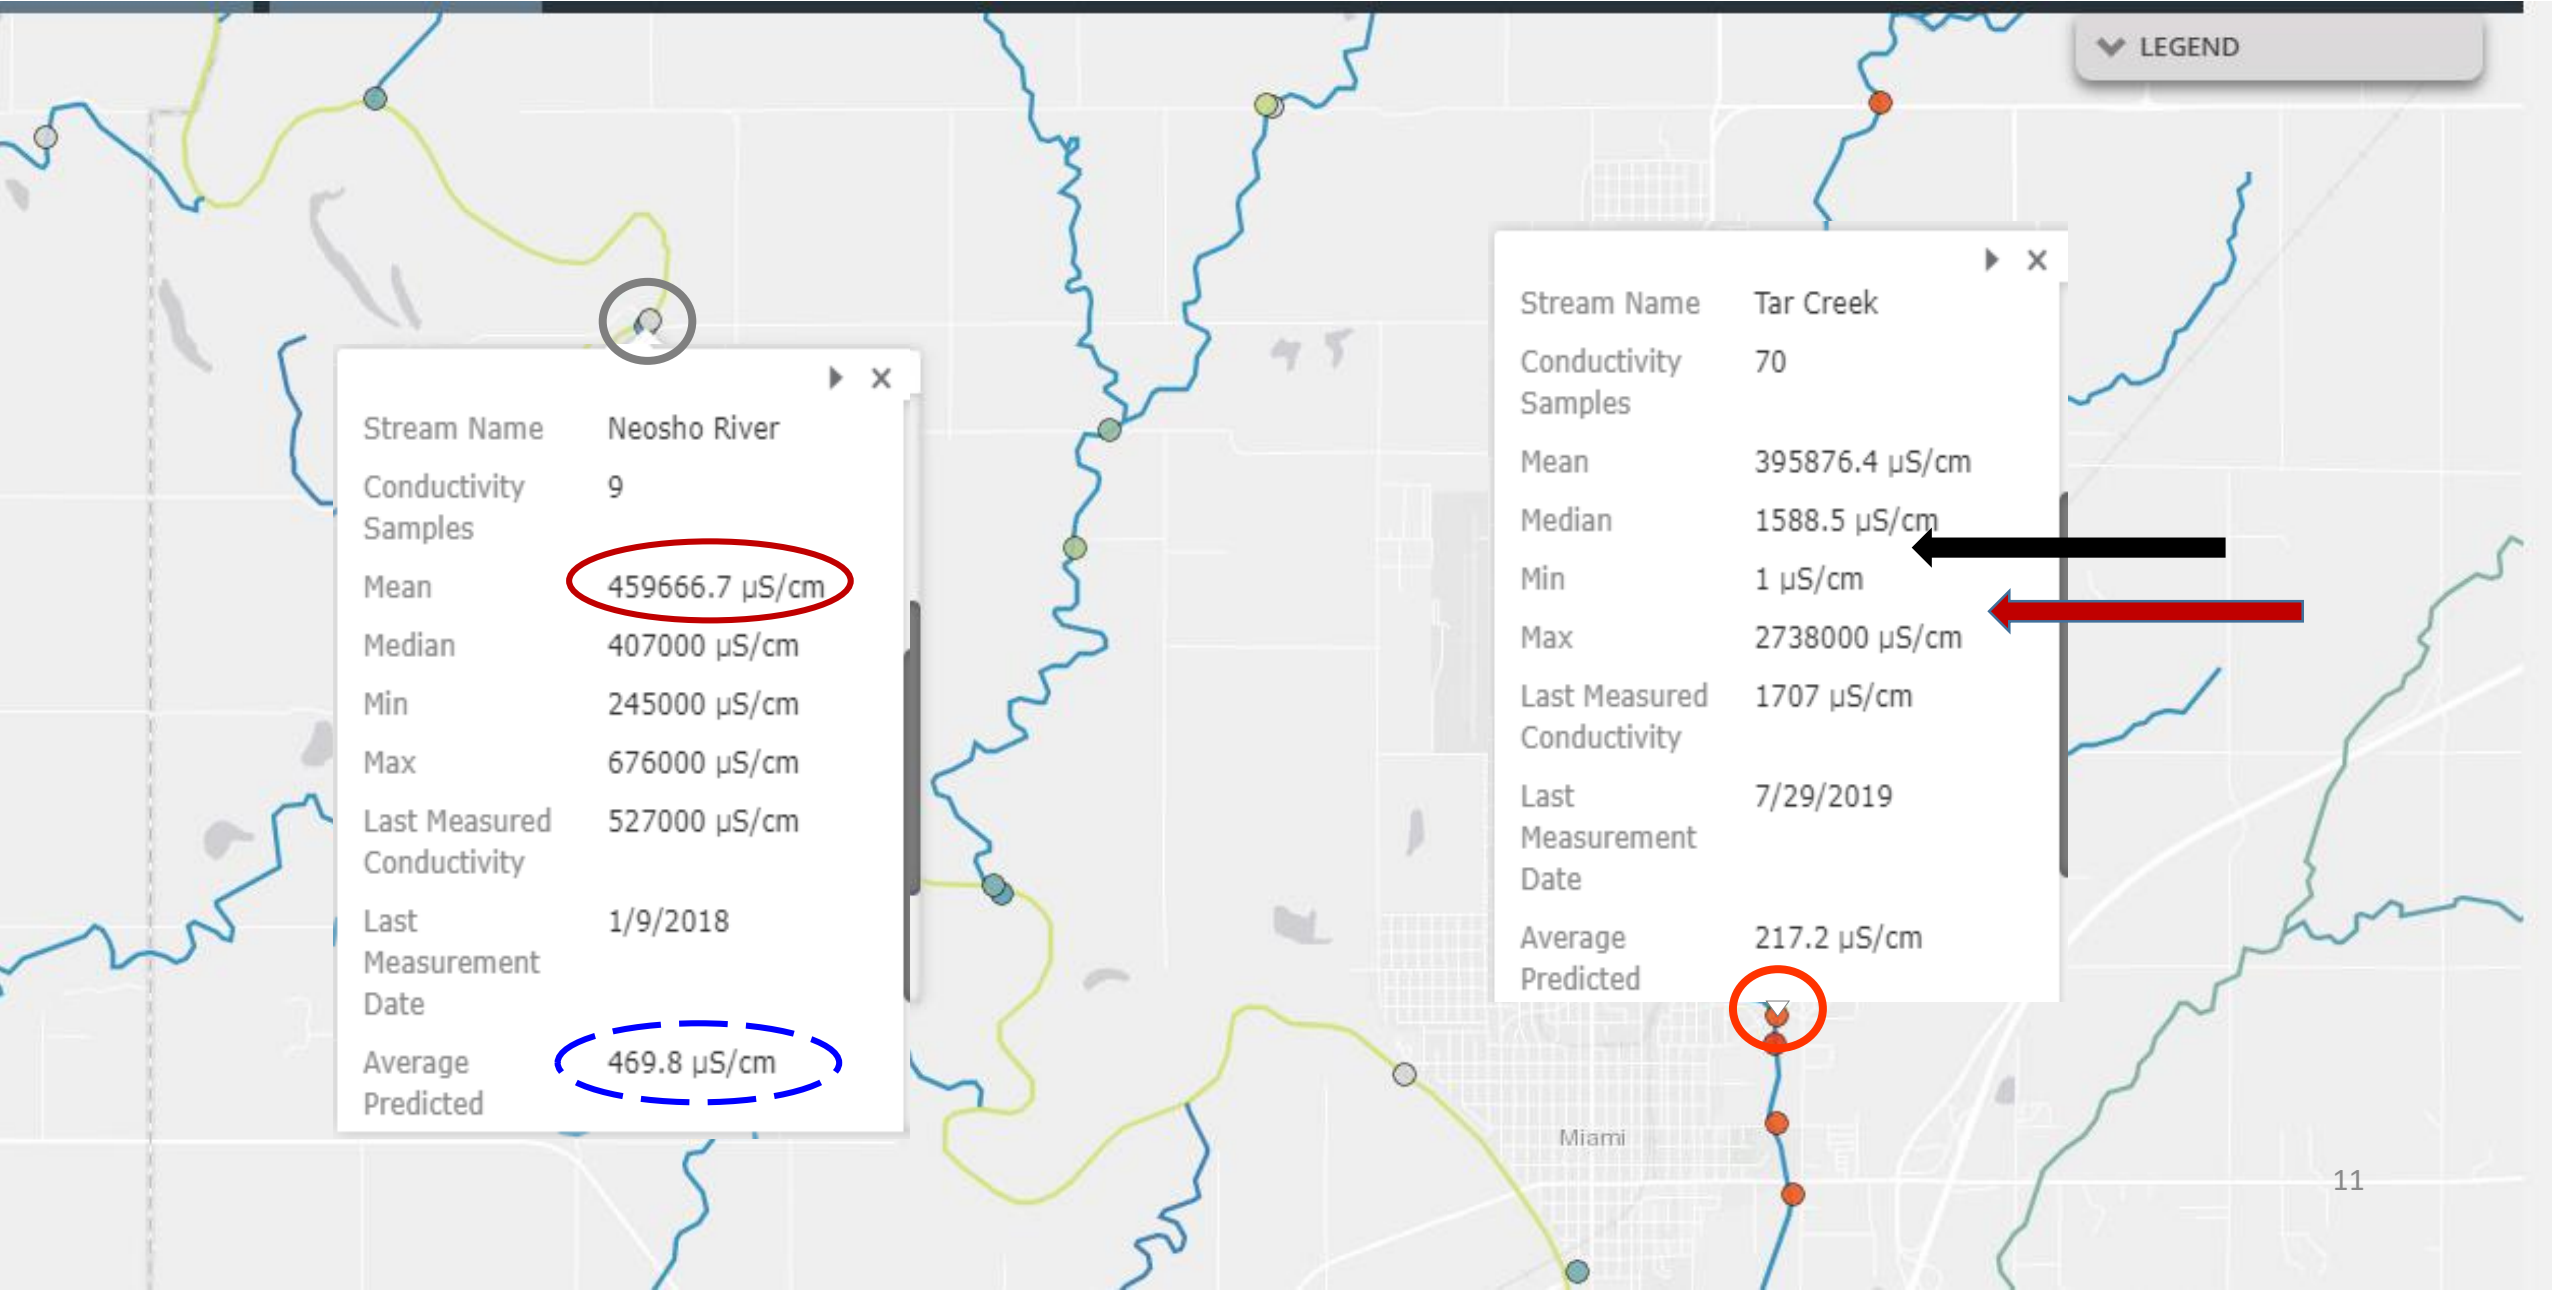 LEGEND
Stream Name Neosho River
Conductivity 9
Samples
Mean 459666.7 µS/cm
Median 407000 µS/cm
Min 245000 µS/cm
Max 676000 µS/cm
Last Measured 527000 µS/cm
Conductivity
Last 1/9/2018
Measurement
Date
Average 469.8 µS/cm
Predicted
Stream Name Tar Creek
Conductivity 70
Samples
Mean 395876.4 µS/cm
Median 1588.5 µS/cm
Min 1 µS/cm
Max 2738000 µS/cm
Last Measured 1707 µS/cm
Conductivity
Last 7/29/2019
Measurement
Date
Average 217.2 µS/cm
Predicted
Miami
11